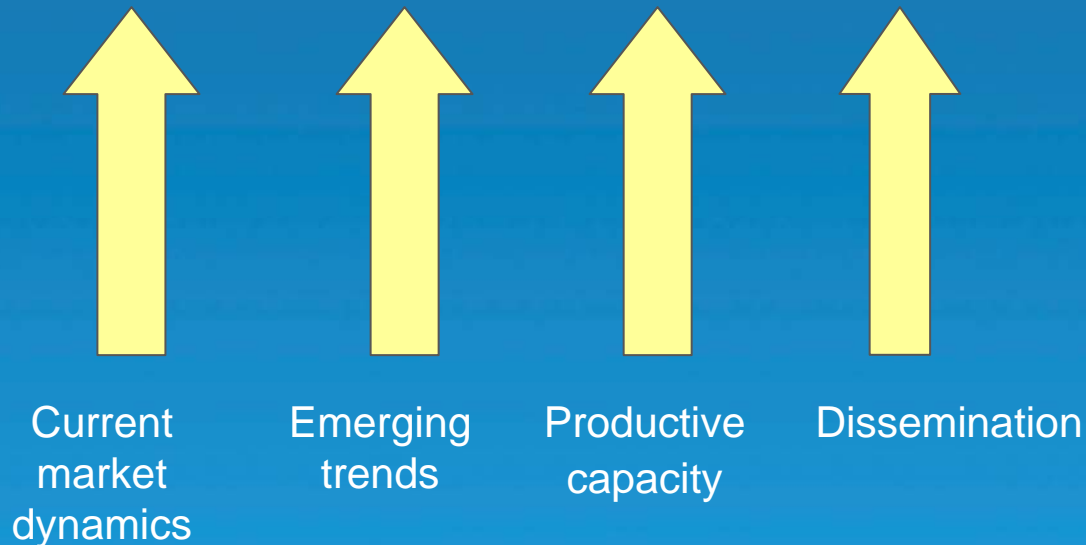 Current
market
dynamics
Emerging
trends
Productive
capacity
Dissemination